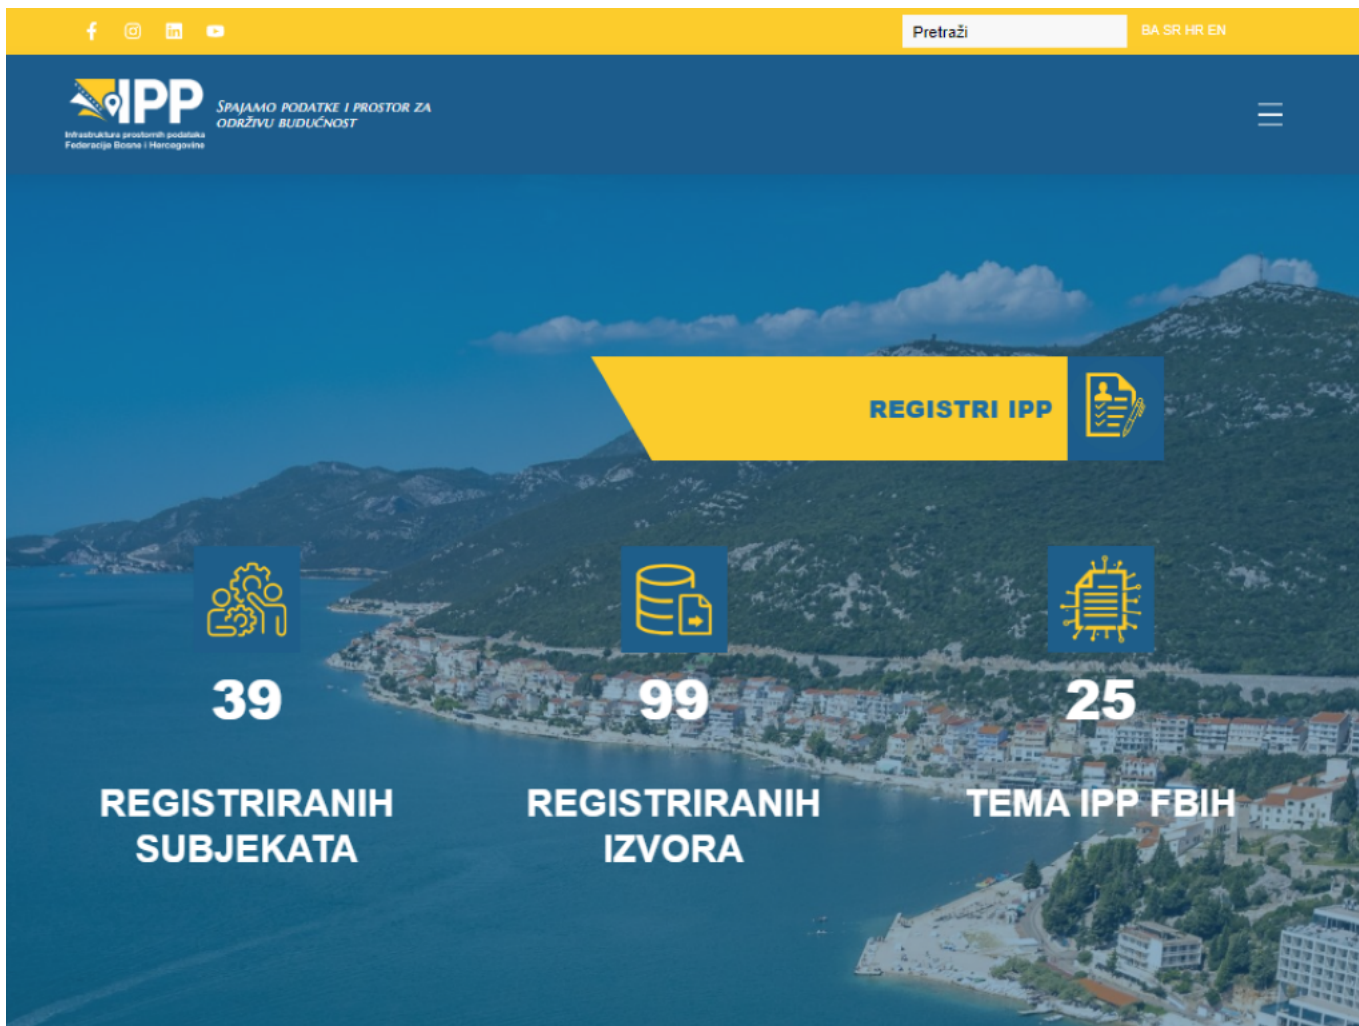 Pretraži
BA SR HR EN
IPP
Infrastruktura prostornih podataka
Federacije Bosne i Hercegovine
SPAJAMO PODATKE I PROSTOR ZA
ODRŽIVU BUDUĆNOST
REGISTRI IPP
39
REGISTRIRANIH
SUBJEKATA
99
REGISTRIRANIH
IZVORA
25
TEMA IPP FBIH